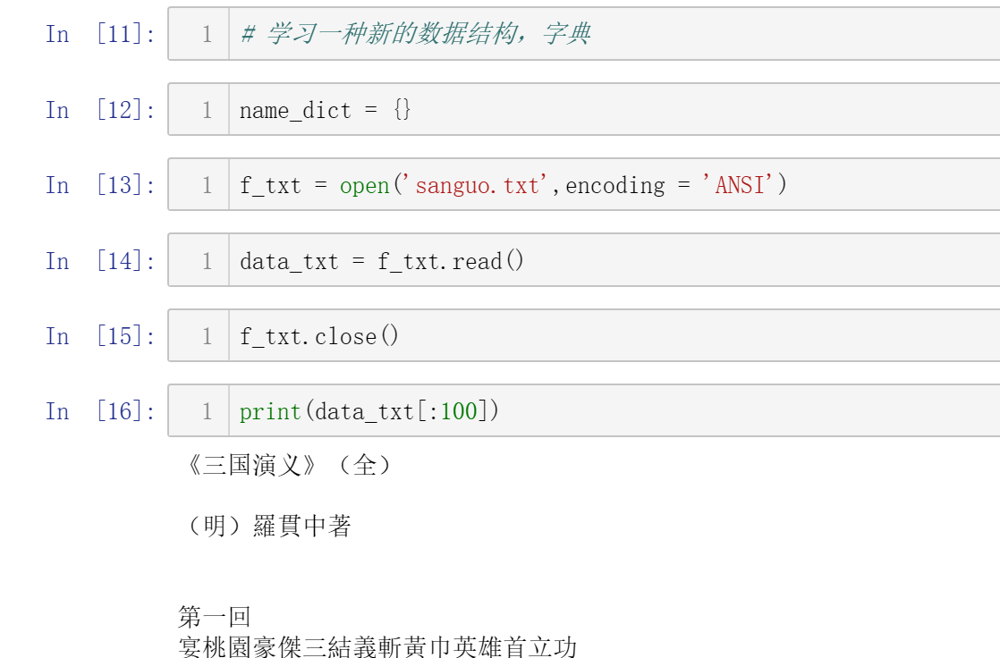 In [11]: 1 # 学习一种新的数据结构，字典
In [12]: 1 name_dict = {}
In [13]: 1 f_txt = open('sanguo.txt',encoding = 'ANSI')
In [14]: 1 data_txt = f_txt.read()
In [15]: 1 f_txt.close()
In [16]: 1 print(data_txt[:100])
《三国演义》（全）
（明）羅貫中著
第一回
宴桃園豪傑三結義斬黃巾英雄首立功